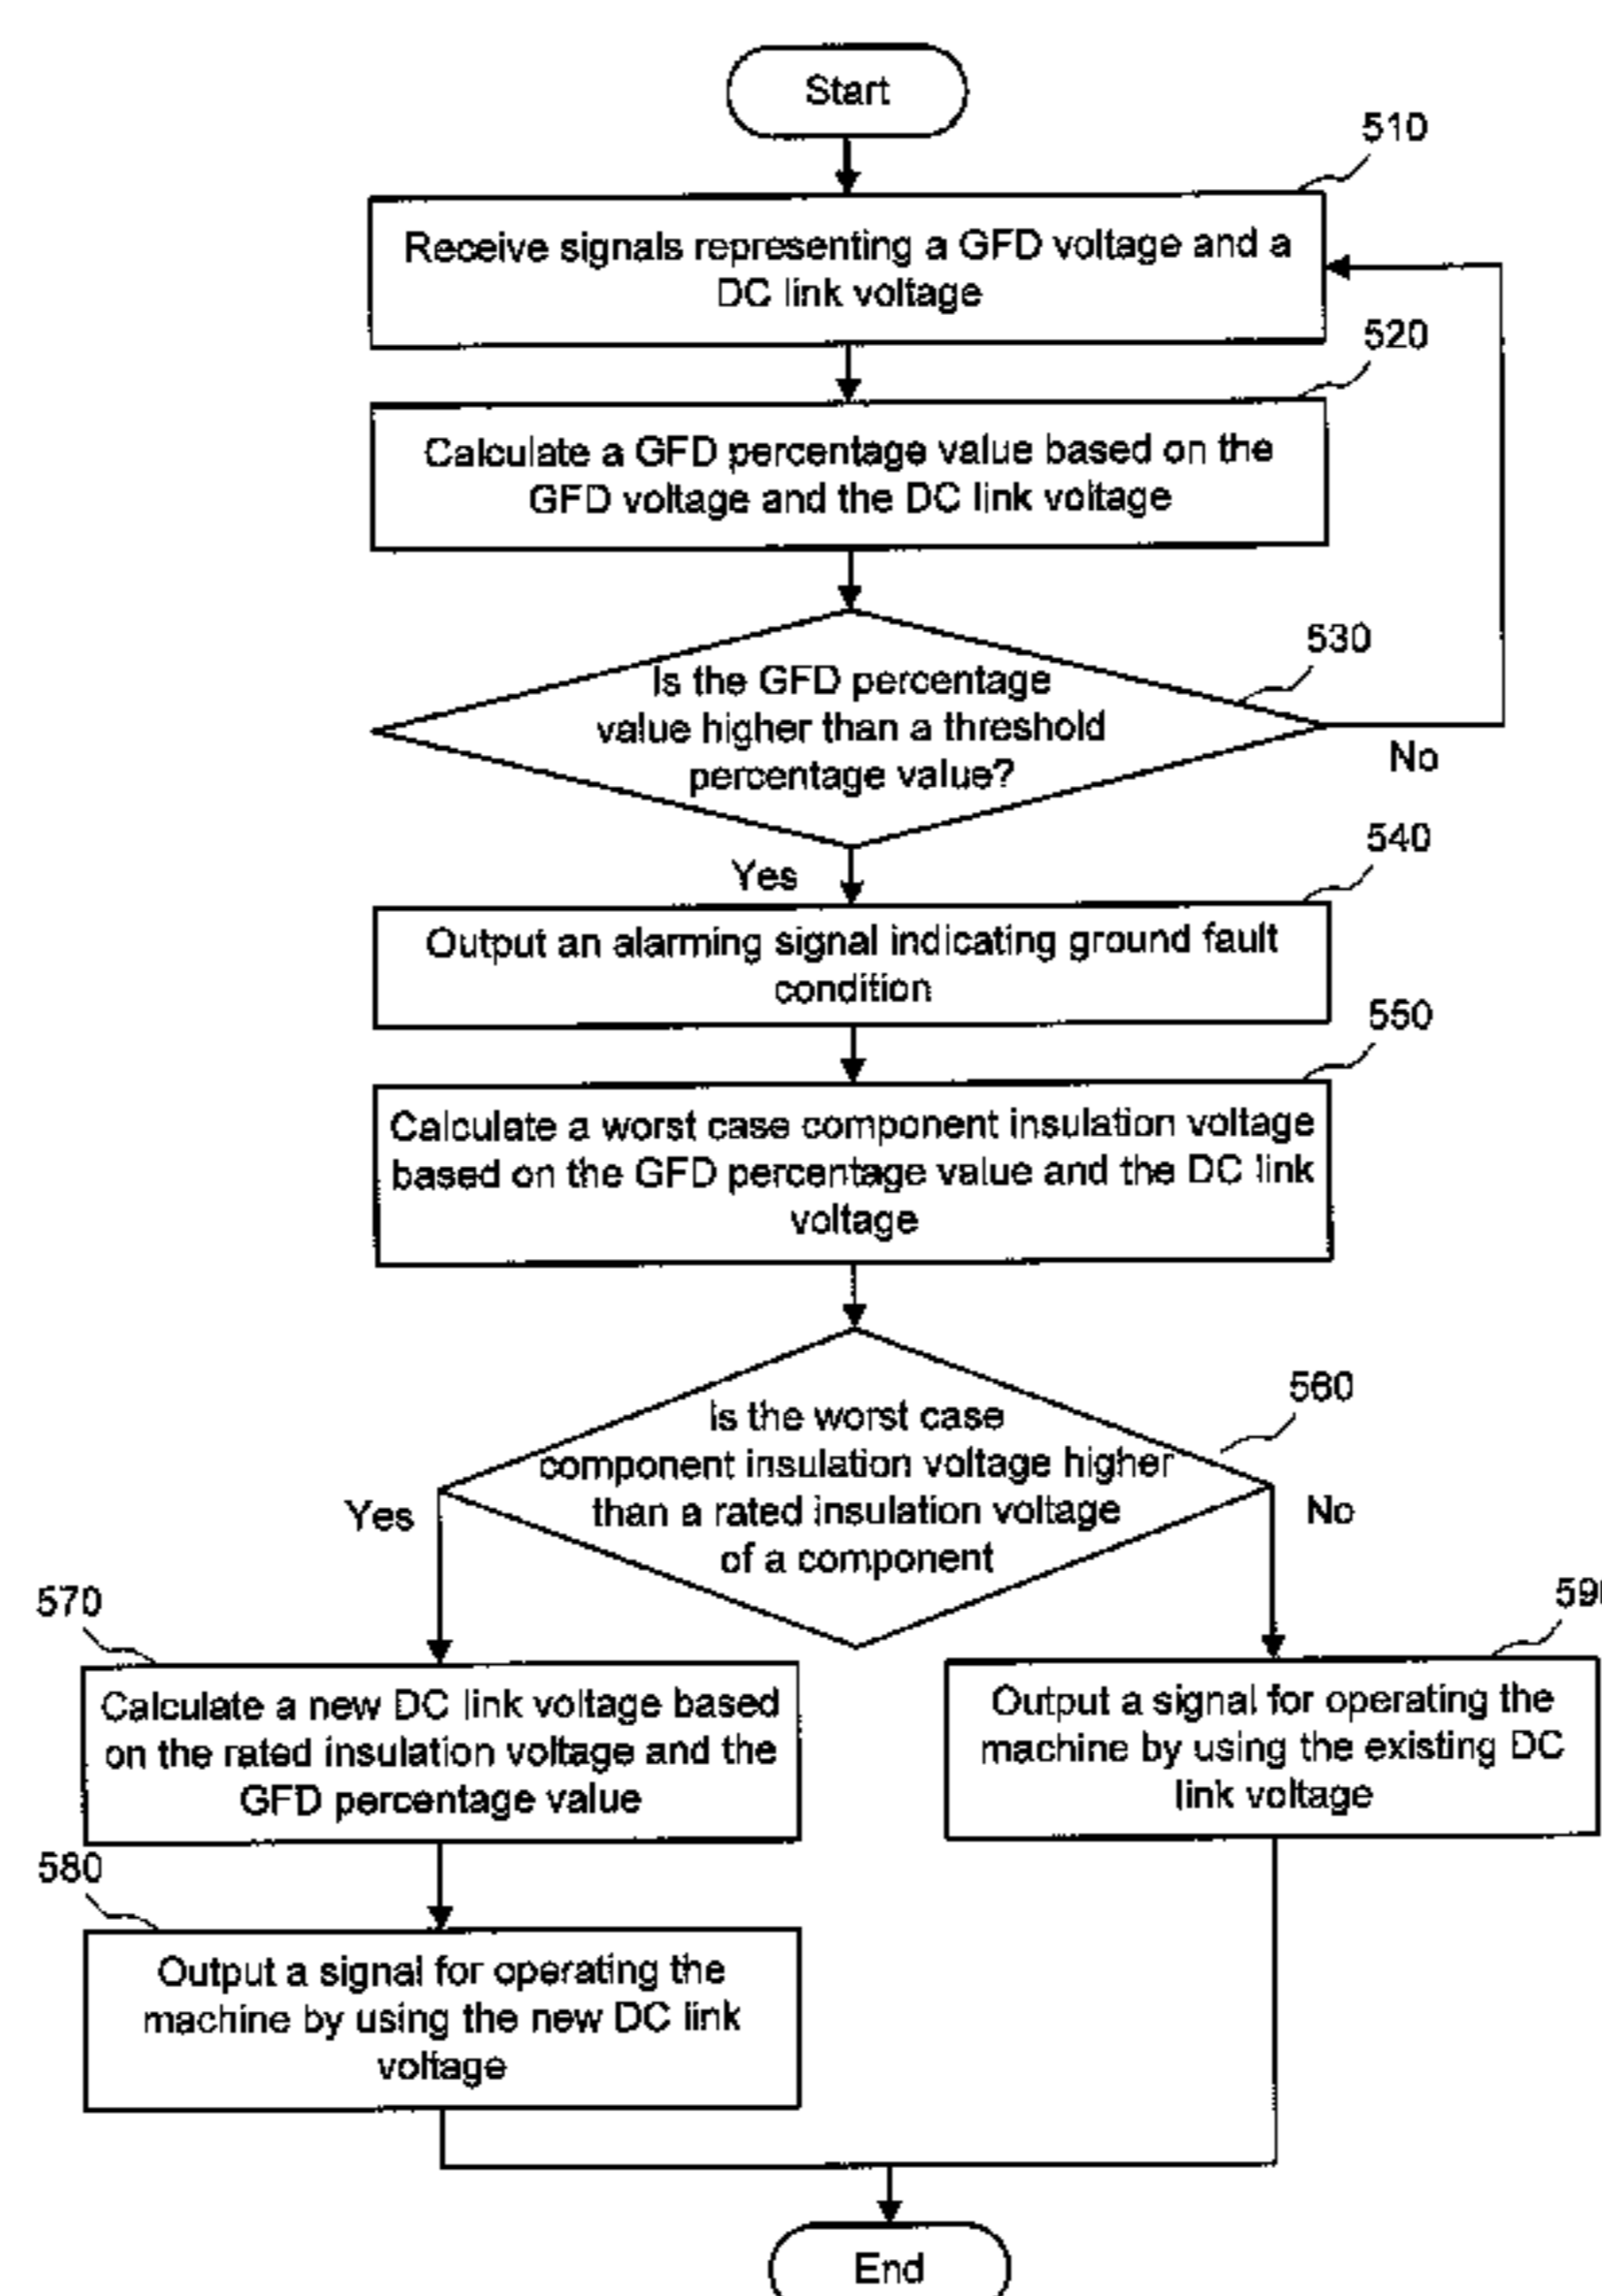 Start
510
Receive signals representing a GFD voltage and a
DC link voltage
520
Calculate a GFD percentage value based on the
GFD voltage and the DC link voltage
530
Is the GFD percentage
value higher than a threshold
percentage value?
No
Yes
540
Output an alarming signal indicating ground fault
condition
550
Calculate a worst case component insulation voltage
based on the GFD percentage value and the DC link
voltage
560
Is the worst case
component insulation voltage higher
than a rated insulation voltage
of a component
Yes
No
570
Calculate a new DC link voltage based
on the rated insulation voltage and the
GFD percentage value
Output a signal for operating the
machine by using the existing DC
link voltage
580
Output a signal for operating the
machine by using the new DC link
voltage
End